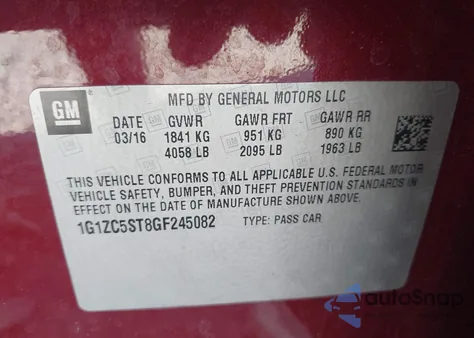 GM
MFD BY GENERAL MOTORS LLC
DATE GVWR GAWR FRT GAWR RR
03/16 1841 KG 951 KG 890 KG
4058 LB 2095 LB 1963 LB
THIS VEHICLE CONFORMS TO ALL APPLICABLE U.S. FEDERAL MOTOR
VEHICLE SAFETY, BUMPER, AND THEFT PREVENTION STANDARDS IN
EFFECT ON THE DATE OF MANUFACTURE SHOWN ABOVE.
1G1ZC5ST8GF245082 TYPE: PASS CAR
autoSnap